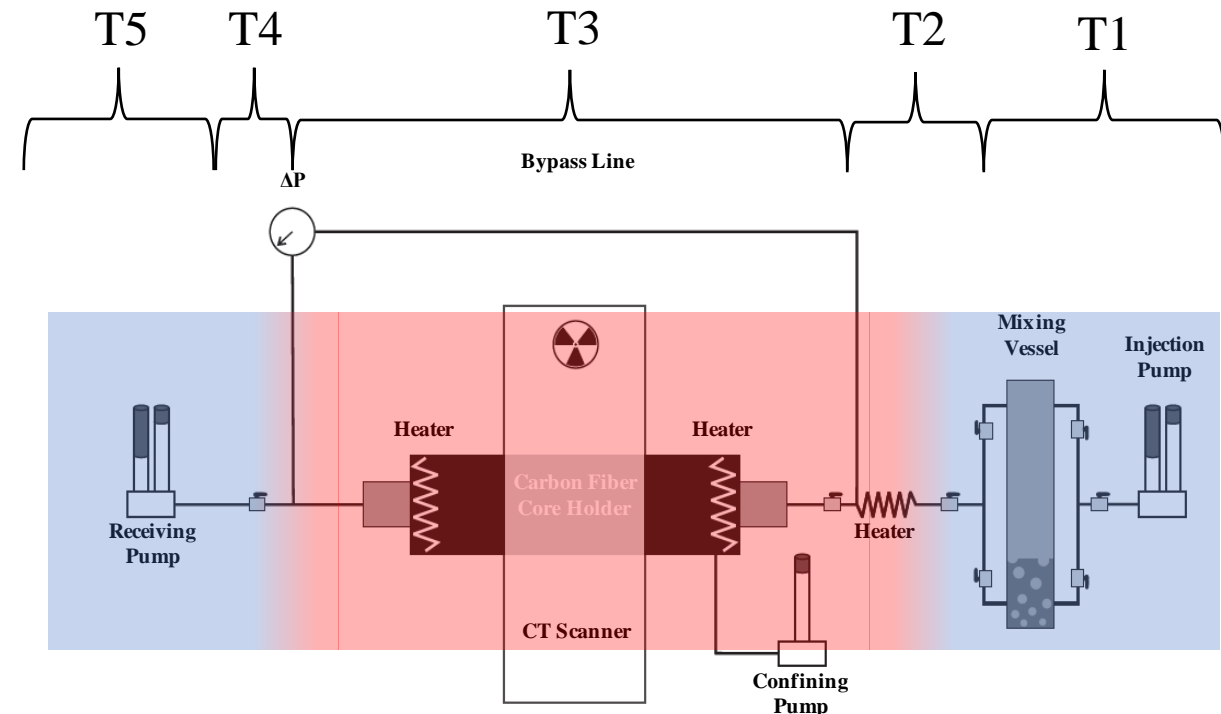 T5
T4
T3
T2
T1
Bypass Line
ΔP
Mixing
Vessel
Injection
Pump
Heater
Heater
Carbon Fiber
Core Holder
Receiving
Pump
Heater
CT Scanner
Confining
Pump